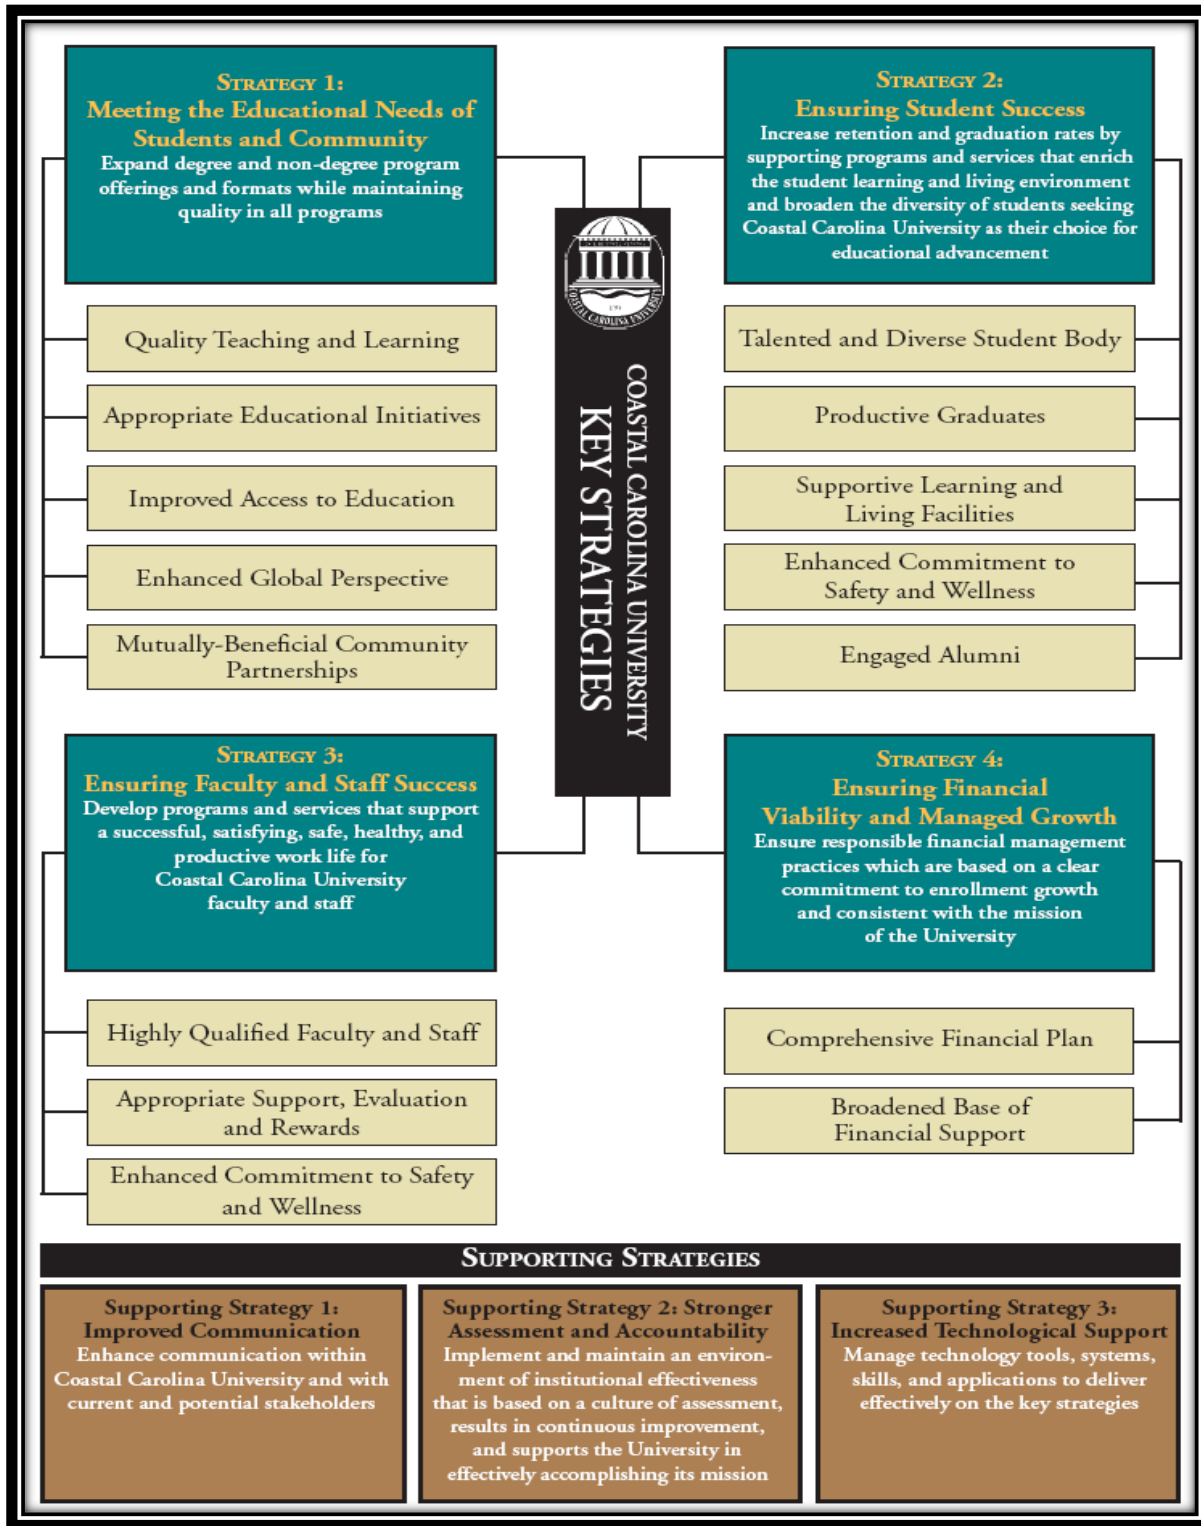 STRATEGY 1:
Meeting the Educational Needs of
Students and Community
Expand degree and non-degree program
offerings and formats while maintaining
quality in all programs
Quality Teaching and Learning
Appropriate Educational Initiatives
Improved Access to Education
Enhanced Global Perspective
Mutually-Beneficial Community
Partnerships
COASTAL CAROLINA UNIVERSITY
COASTAL CAROLINA UNIVERSITY
KEY STRATEGIES
STRATEGY 2:
Ensuring Student Success
Increase retention and graduation rates by
supporting programs and services that enrich
the student learning and living environment
and broaden the diversity of students seeking
Coastal Carolina University as their choice for
educational advancement
Talented and Diverse Student Body
Productive Graduates
Supportive Learning and
Living Facilities
Enhanced Commitment to
Safety and Wellness
Engaged Alumni
STRATEGY 3:
Ensuring Faculty and Staff Success
Develop programs and services that support
a successful, satisfying, safe, healthy, and
productive work life for
Coastal Carolina University
faculty and staff
Highly Qualified Faculty and Staff
Appropriate Support, Evaluation
and Rewards
Enhanced Commitment to Safety
and Wellness
STRATEGY 4:
Ensuring Financial
Viability and Managed Growth
Ensure responsible financial management
practices which are based on a clear
commitment to enrollment growth
and consistent with the mission
of the University
Comprehensive Financial Plan
Broadened Base of
Financial Support
SUPPORTING STRATEGIES
Supporting Strategy 1:
Improved Communication
Enhance communication within
Coastal Carolina University and with
current and potential stakeholders
Supporting Strategy 2: Stronger
Assessment and Accountability
Implement and maintain an environ-
ment of institutional effectiveness
that is based on a culture of assessment,
results in continuous improvement,
and supports the University in
effectively accomplishing its mission
Supporting Strategy 3:
Increased Technological Support
Manage technology tools, systems,
skills, and applications to deliver
effectively on the key strategies